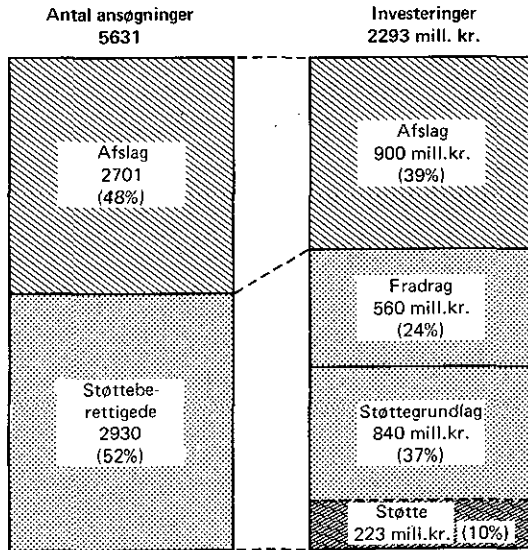 Antal ansøgninger
5631
Investeringer
2293 mill. kr.
Afslag
2701
(48%)
Afslag
900 mill.kr.
(39%)
Fradrag
560 mill.kr.
(24%)
Støttebe-
rettigede
2930
(52%)
Støttegrundlag
840 mill.kr.
(37%)
Støtte
223 mill.kr. (10%)